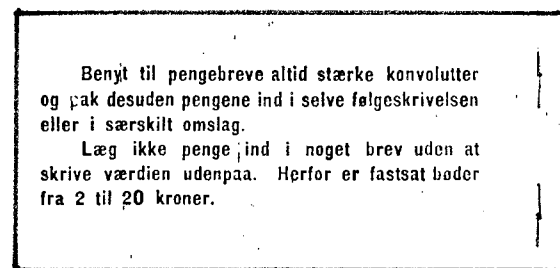 Benyt til pengebreve altid stærke konvolutter
og pak desuden pengene ind i selve følgeskrivelsen
eller i særskilt omslag.
Læg ikke penge ind i noget brev uden at
skrive værdien udenpaa. Herfor er fastsat bøder
fra 2 til 20 kroner.